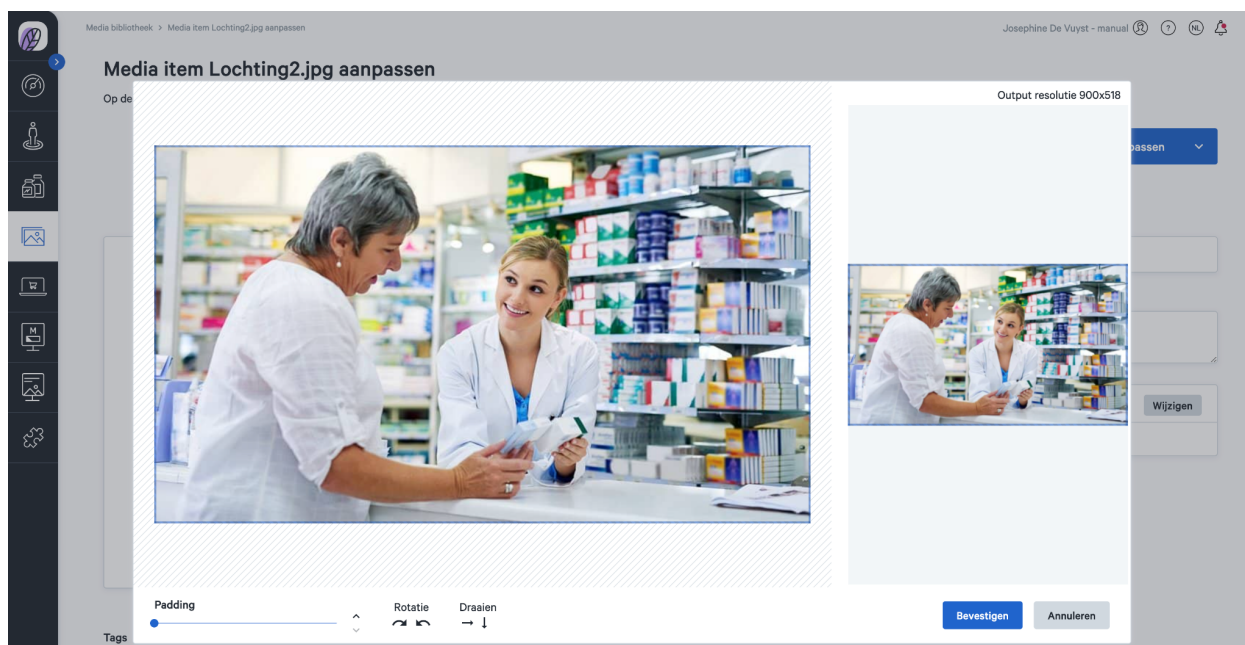 Media bibliotheek > Media item Lochting2.jpg aanpassen
Josephine De Vuyst - manual
?
NL
Media item Lochting2.jpg aanpassen
Op de
Output resolutie 900x518
passen
M
Wijzigen
Padding
Rotatie
Draaien
Bevestigen
Annuleren
Tags